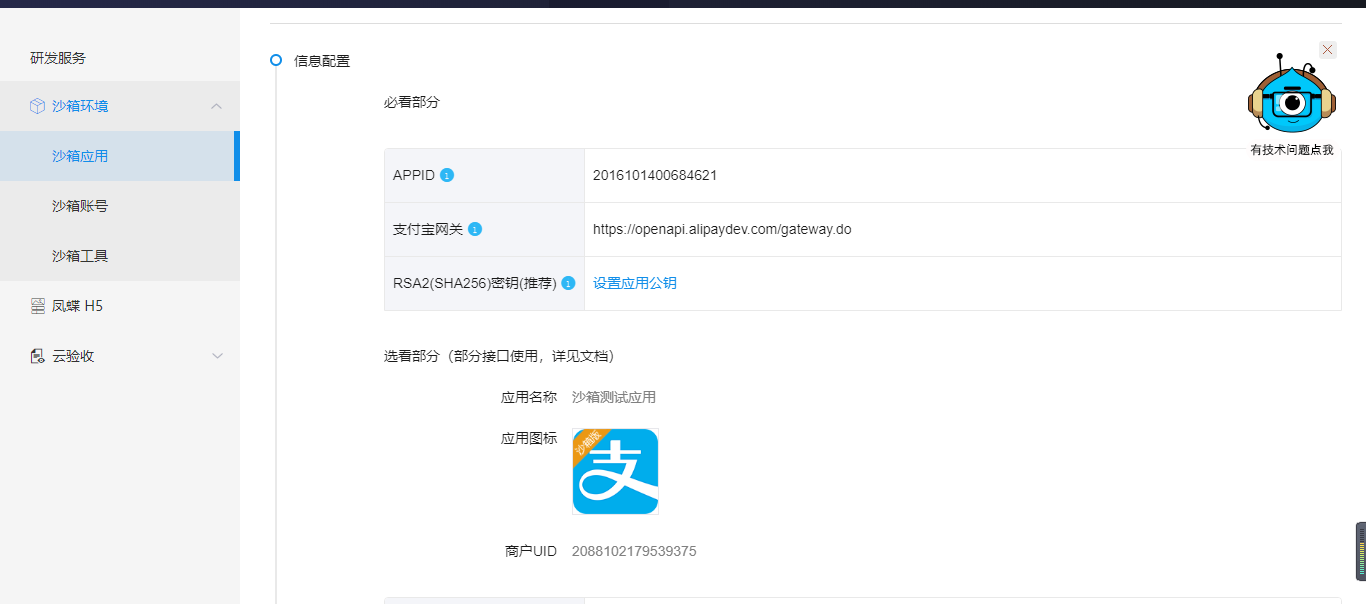 研发服务
沙箱环境
沙箱应用
沙箱账号
沙箱工具
凤蝶 H5
云验收
信息配置
有技术问题点我
必看部分
APPID 2016101400684621
支付宝网关 https://openapi.alipaydev.com/gateway.do
RSA2(SHA256)密钥(推荐) 设置应用公钥
选看部分（部分接口使用，详见文档）
应用名称 沙箱测试应用
应用图标
沙箱版
支
商户UID 2088102179539375